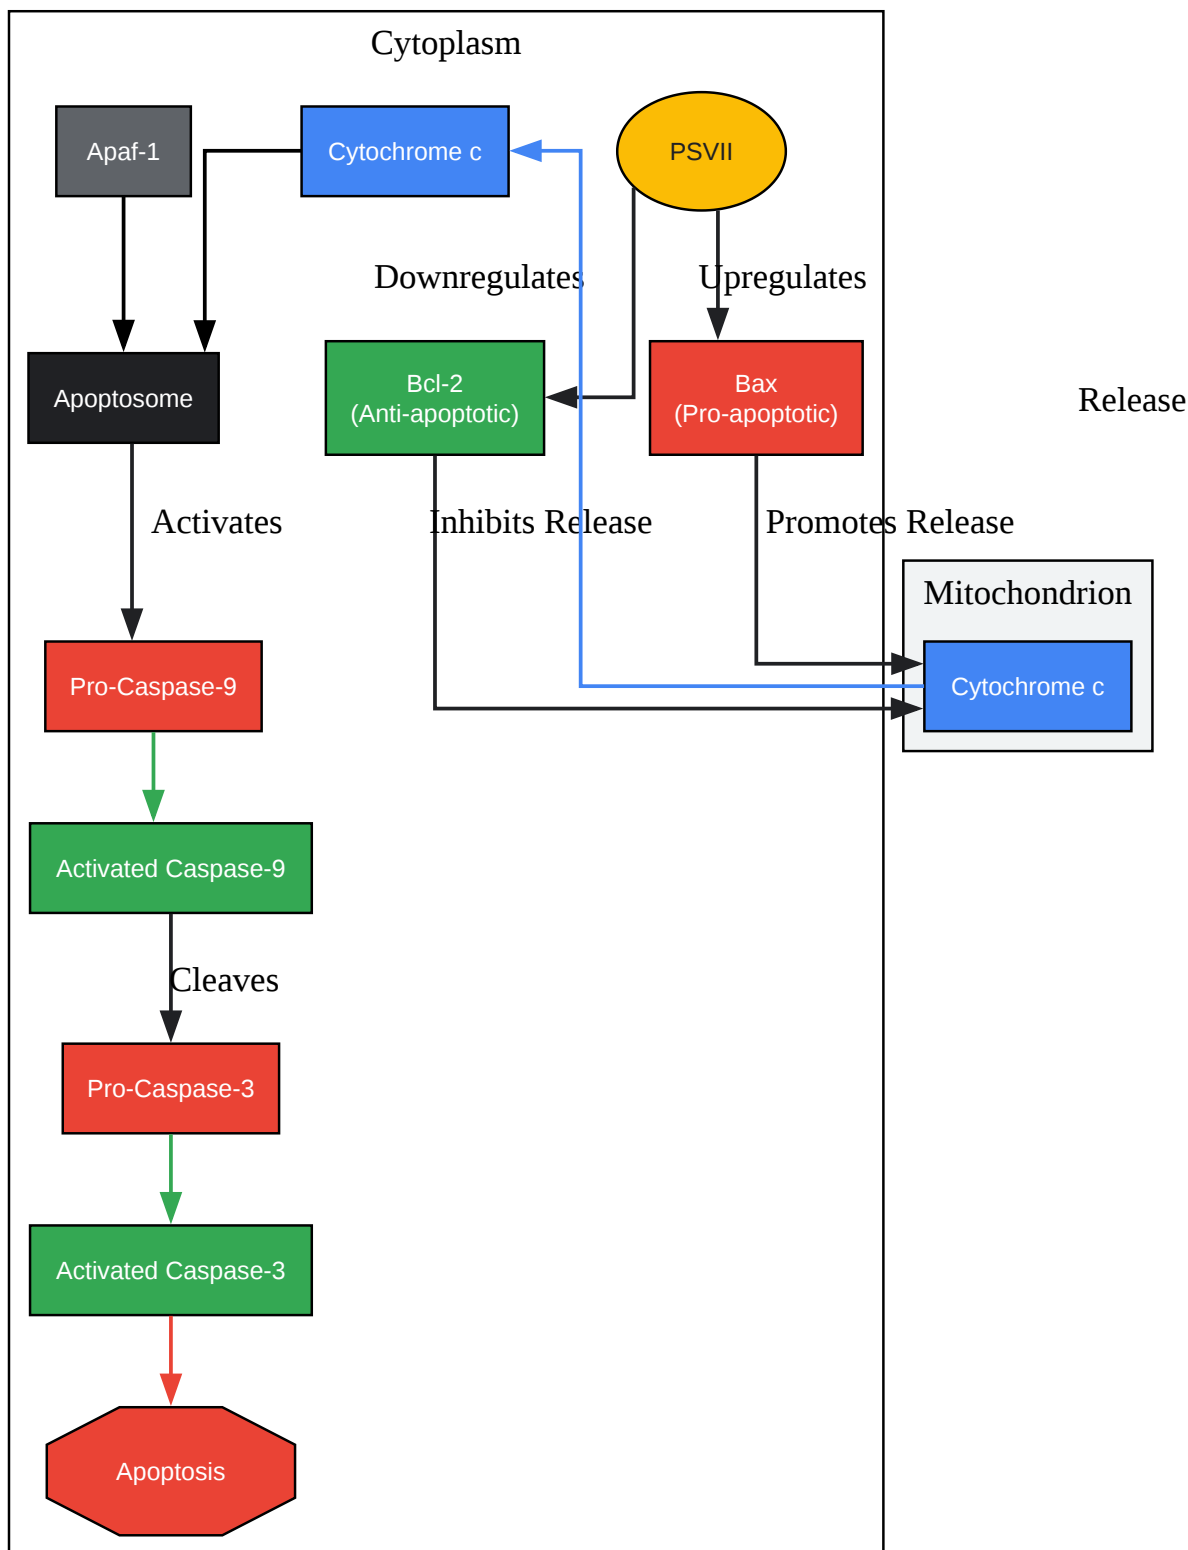 Cytoplasm
Apaf-1
Cytochrome c
PSVII
Downregulates
Upregulates
Apoptosome
Bcl-2
(Anti-apoptotic)
Bax
(Pro-apoptotic)
Release
Activates
Inhibits Release
Promotes Release
Mitochondrion
Pro-Caspase-9
Cytochrome c
Activated Caspase-9
Cleaves
Pro-Caspase-3
Activated Caspase-3
Apoptosis